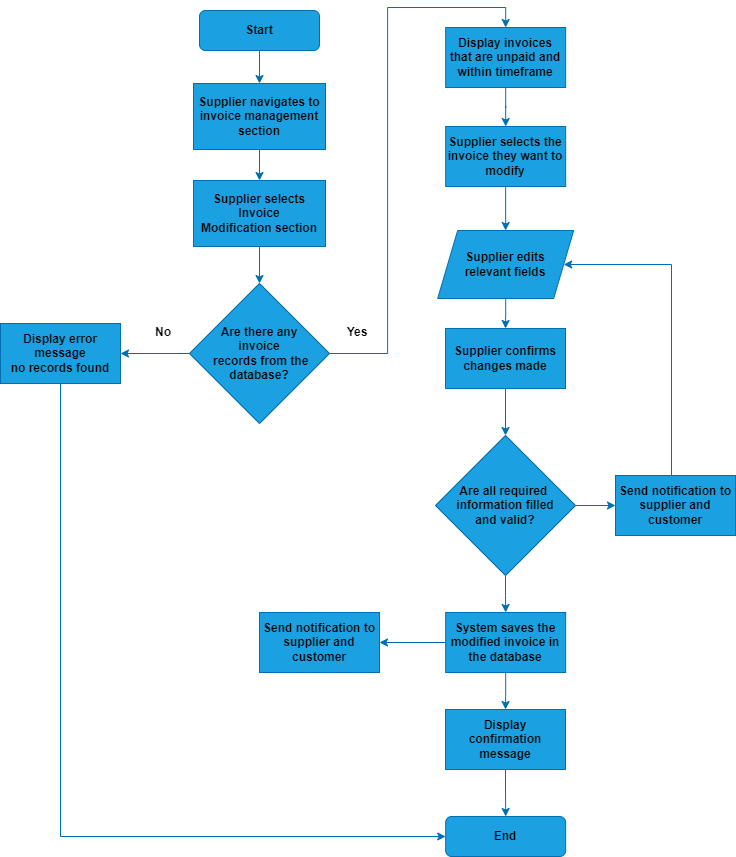 Start
Supplier navigates to
invoice management
section
Supplier selects
Invoice
Modification section
Are there any
invoice
records from the
database?
No
Yes
Display error
message
no records found
Display invoices
that are unpaid and
within timeframe
Supplier selects the
invoice they want to
modify
Supplier edits
relevant fields
Supplier confirms
changes made
Are all required
information filled
and valid?
Send notification to
supplier and
customer
System saves the
modified invoice in
the database
Send notification to
supplier and
customer
Display
confirmation
message
End